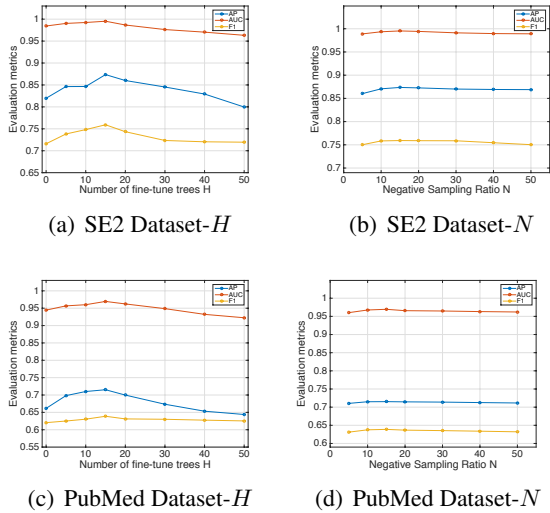 1
0.95
0.9
0.85
0.8
0.75
0.7
0.65
Evaluation metrics
AP
AUC
F1
0 10 20 30 40 50
Number of fine-tune trees H
(a) SE2 Dataset-H
1
0.95
0.9
0.85
0.8
0.75
0.7
Evaluation metrics
AP
AUC
F1
0 10 20 30 40 50
Negative Sampling Ratio N
(b) SE2 Dataset-N
1
0.95
0.9
0.85
0.8
0.75
0.7
0.65
0.6
0.55
Evaluation metrics
AP
AUC
F1
0 10 20 30 40 50
Number of fine-tune trees H
(c) PubMed Dataset-H
1
0.95
0.9
0.85
0.8
0.75
0.7
0.65
0.6
Evaluation metrics
AP
AUC
F1
0 10 20 30 40 50
Negative Sampling Ratio N
(d) PubMed Dataset-N